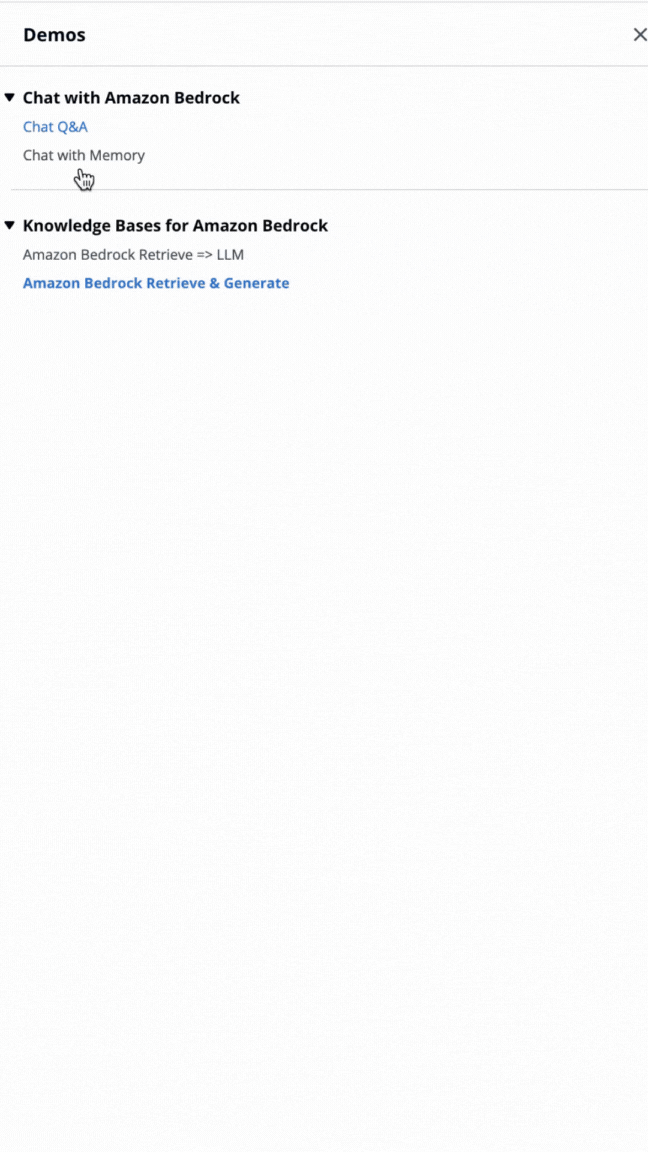 Demos
Chat with Amazon Bedrock
Chat Q&A
Chat with Memory
Knowledge Bases for Amazon Bedrock
Amazon Bedrock Retrieve => LLM
Amazon Bedrock Retrieve & Generate